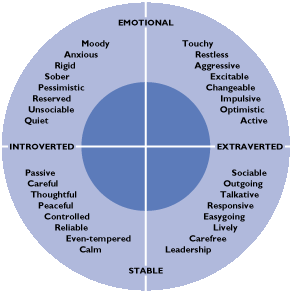 EMOTIONAL
Moody
Anxious
Rigid
Sober
Pessimistic
Reserved
Unsociable
Quiet
Touchy
Restless
Aggressive
Excitable
Changeable
Impulsive
Optimistic
Active
INTROVERTED
EXTRAVERTED
Passive
Careful
Thoughtful
Peaceful
Controlled
Reliable
Even-tempered
Calm
Sociable
Outgoing
Talkative
Responsive
Easygoing
Lively
Carefree
Leadership
STABLE